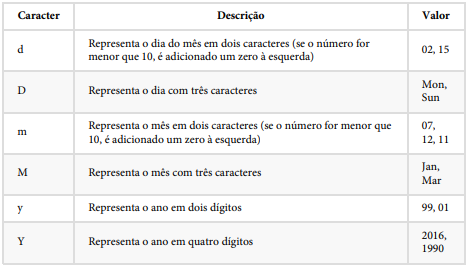 Caracter Descrição Valor
d Representa o dia do mês em dois caracteres (se o número for menor que 10, é adicionado um zero à esquerda) 02, 15
D Representa o dia com três caracteres Mon, Sun
m Representa o mês em dois caracteres (se o número for menor que 10, é adicionado um zero à esquerda) 07, 12, 11
M Representa o mês com três caracteres Jan, Mar
y Representa o ano em dois dígitos 99, 01
Y Representa o ano em quatro dígitos 2016, 1990